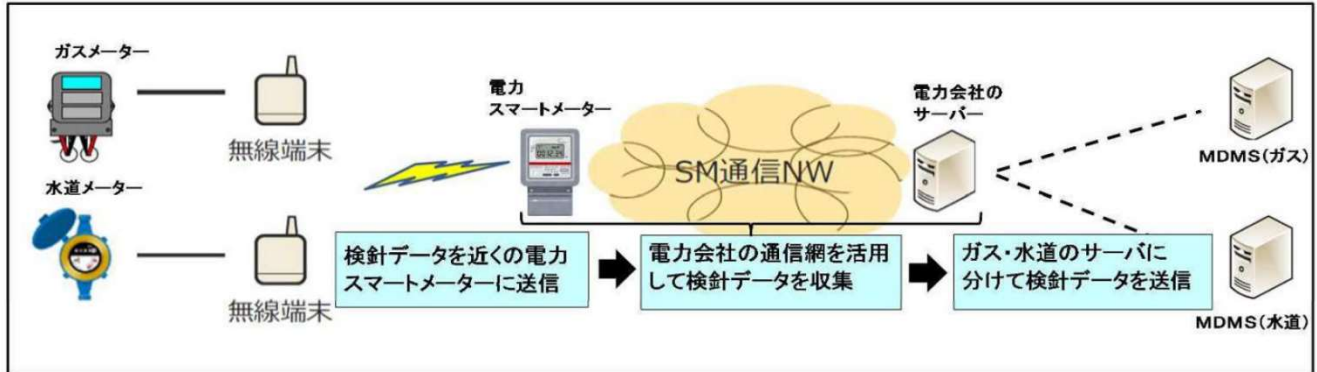 ガスメーター
無線端末
水道メーター
無線端末
電力
スマートメーター
SM通信NW
電力会社の
サーバー
MDMS(ガス)
MDMS(水道)
検針データを近くの電力
スマートメーターに送信
電力会社の通信網を活用
して検針データを収集
ガス・水道のサーバに
分けて検針データを送信